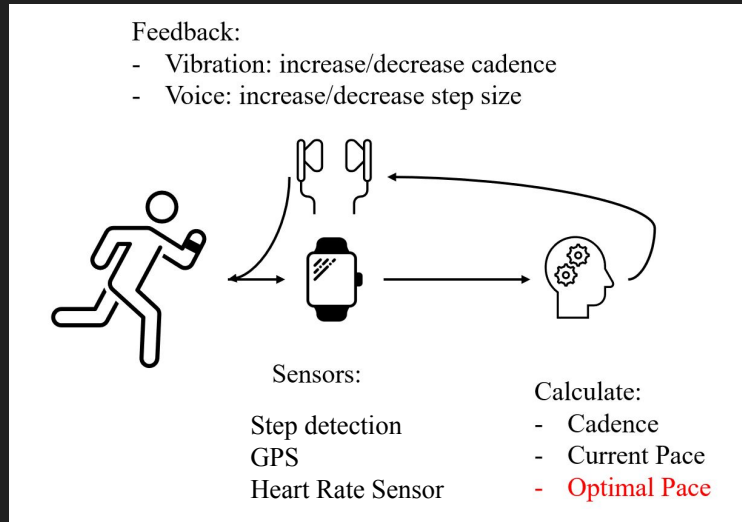 Feedback:
- Vibration: increase/decrease cadence
- Voice: increase/decrease step size
Sensors:
Step detection
GPS
Heart Rate Sensor
Calculate:
- Cadence
- Current Pace
- Optimal Pace